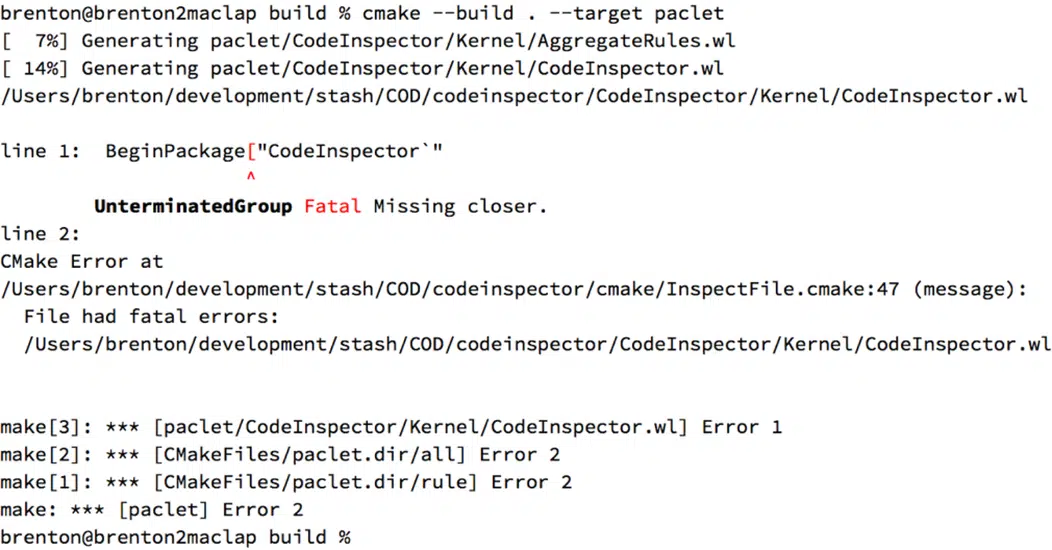 brenton@brenton2maclap build % cmake --build . --target paclet
[  7%] Generating paclet/CodeInspector/Kernel/AggregateRules.wl
[ 14%] Generating paclet/CodeInspector/Kernel/CodeInspector.wl
/Users/brenton/development/stash/COD/codeinspector/CodeInspector/Kernel/CodeInspector.wl
line 1:  BeginPackage["CodeInspector`"
^
UnterminatedGroup Fatal Missing closer.
line 2:
CMake Error at
/Users/brenton/development/stash/COD/codeinspector/cmake/InspectFile.cmake:47 (message):
File had fatal errors:
/Users/brenton/development/stash/COD/codeinspector/CodeInspector/Kernel/CodeInspector.wl
make[3]: *** [paclet/CodeInspector/Kernel/CodeInspector.wl] Error 1
make[2]: *** [CMakeFiles/paclet.dir/all] Error 2
make[1]: *** [CMakeFiles/paclet.dir/rule] Error 2
make: *** [paclet] Error 2
brenton@brenton2maclap build %